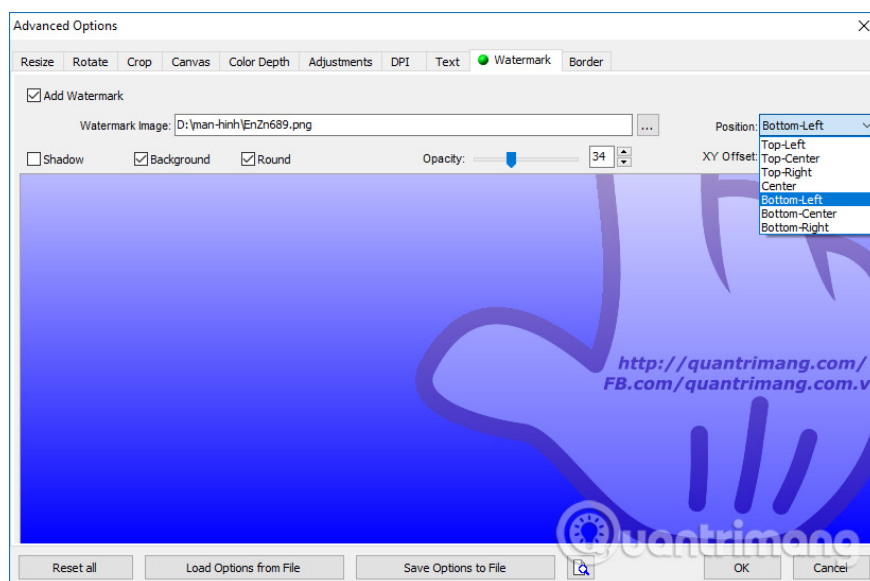 Advanced Options
Resize Rotate Crop Canvas Color Depth Adjustments DPI Text Watermark Border
Add Watermark
Watermark Image: D:\man-hinh\EnZn689.png ... Position: Bottom-Left
Shadow Background Round Opacity: 34 XY Offset:
Top-Left
Top-Center
Top-Right
Center
Bottom-Left
Bottom-Center
Bottom-Right
http://quantrimang.com/
FB.com/quantrimang.com.v
Quantrimang
Reset all Load Options from File Save Options to File OK Cancel